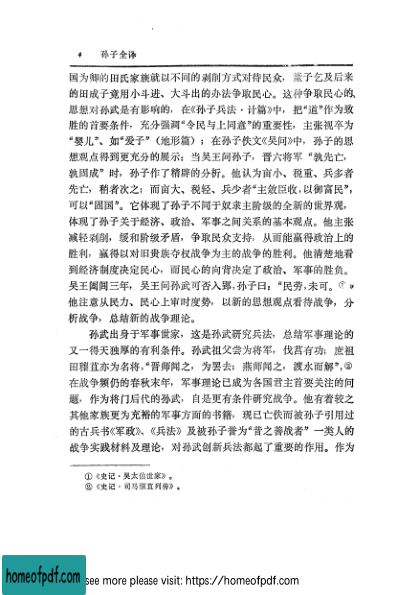 4 孙子全译
国为卿的田氏家族就以不同的剥削方式对待民众,釐子乞及后来
的田成子竟用小斗进、大斗出的办法争取民心。这种争取民心的
思想对孙武是有影响的,在《孙子兵法·计篇》中,把“道”作为致
胜的首要条件,充分强调“令民与上同意”的重要性,主张视卒为
“婴儿”、如“爱子”(《地形篇》);在孙子佚文《吴问》中,孙子的思
想观点得到更充分的展示:当吴王问孙子,晋六将军“孰先亡,
孰固成”时,孙子作了精辟的分析。他认为亩小、税重、兵多者
先亡,稍者次之;而亩大、税轻、兵少者“主敛臣收,以御富民”,
可以“固国”。它体现了孙子不同于奴隶主阶级的全新的世界观,
体现了孙子关于经济、政治、军事之间关系的基本观点。他主张
减轻剥削,缓和阶级矛盾,争取民众支持,从而能赢得政治上的
胜利,赢得以对旧贵族夺权战争为主的战争的胜利。他清楚地看
到经济制度决定民心,而民心的向背决定了政治、军事的胜负。
吴王阖闾三年,吴王问孙武可否入郢,孙子曰:“民劳,未可。①”
他注意从民力、民心上审时度势,以新的思想观点看待战争,分
析战争,总结新的战争理论。
孙武出身于军事世家,这是孙武研究兵法,总结军事理论的
又一得天独厚的有利条件。孙武祖父尝为将军,伐莒有功;庶祖
田穰苴亦为名将,“晋师闻之,为罢去;燕师闻之,渡水而解”,②
在战争频仍的春秋末年,军事理论已成为各国君主首要关注的问
题,作为将门后代的孙武,自是更有条件研究战争。他有着较之
其他家族更为充裕的军事方面的书籍,现已亡佚而被孙子引用过
的古兵书《军政》、《兵法》及被孙子誉为“昔之善战者”一类人的
战争实践材料及理论,对孙武创新兵法都起了重要的作用。作为
①《史记·吴太伯世家》。
②《史记·司马穰苴列传》。
homeofpdf.com
see more please visit: https://homeofpdf.com